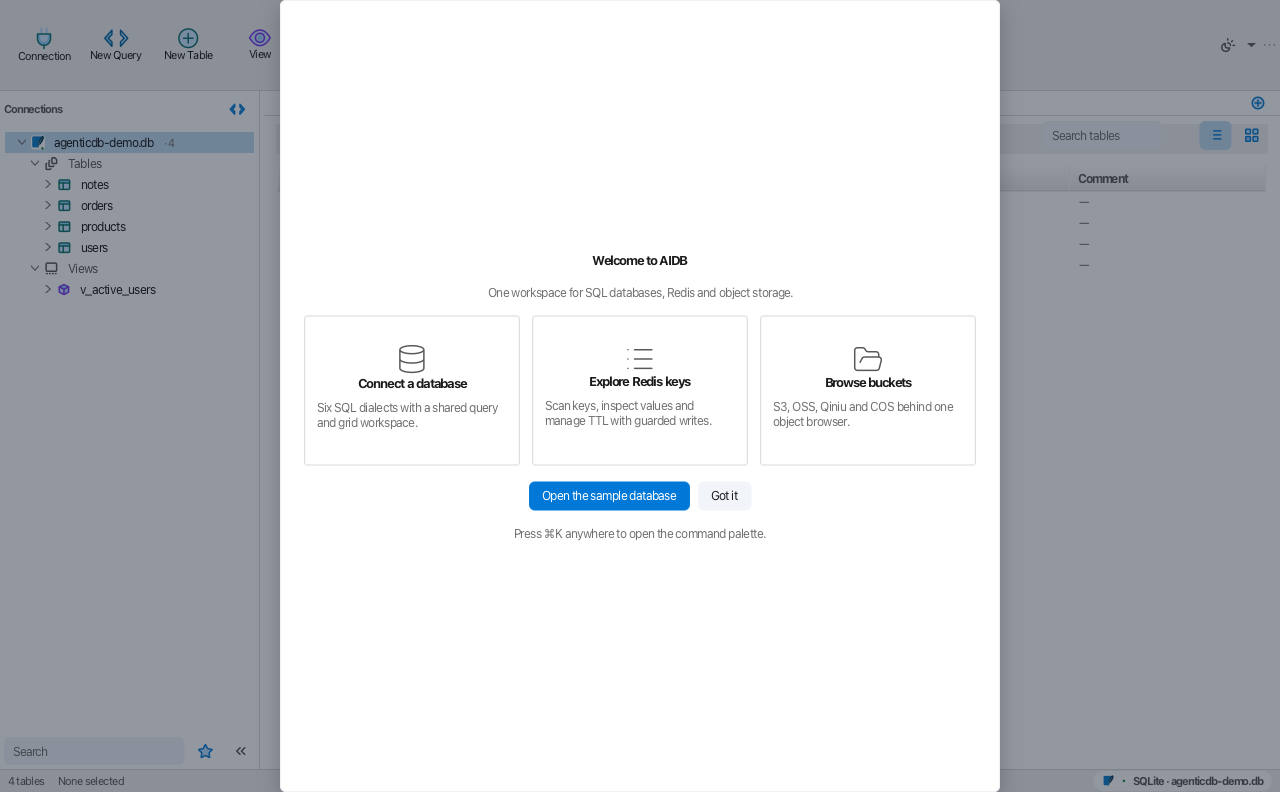 Connection
New Query
New Table
View
Connections
agenticdb-demo.db · 4
Tables
notes
orders
products
users
Views
v_active_users
Search
4 tables
None selected
Welcome to AIDB
One workspace for SQL databases, Redis and object storage.
Connect a database
Six SQL dialects with a shared query
and grid workspace.
Explore Redis keys
Scan keys, inspect values and
manage TTL with guarded writes.
Browse buckets
S3, OSS, Qiniu and COS behind one
object browser.
Open the sample database
Got it
Press ⌘K anywhere to open the command palette.
Search tables
Comment
—
—
—
—
· SQLite · agenticdb-demo.db